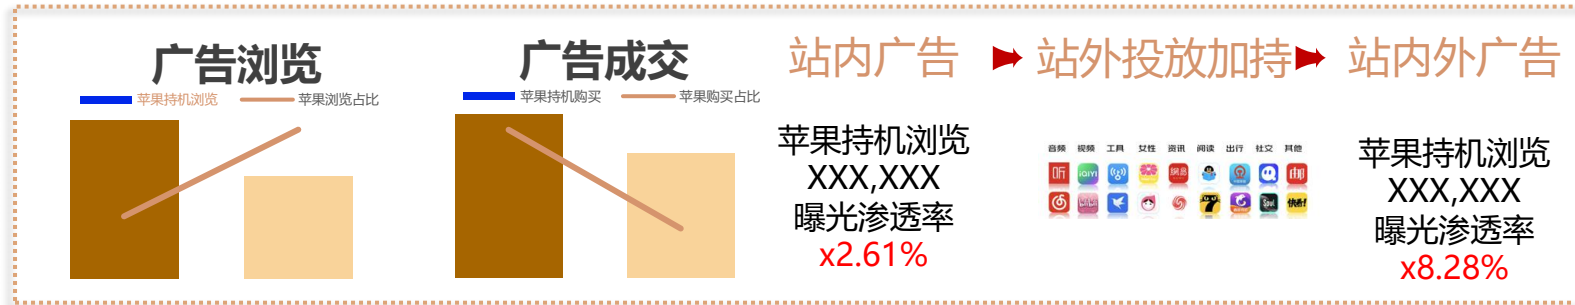 广告浏览
苹果持机浏览 苹果浏览占比
广告成交
苹果持机购买 苹果购买占比
站内广告
苹果持机浏览
XXX,XXX
曝光渗透率
x2.61%
站外投放加持
音频 视频 工具 女性 资讯 阅读 出行 社交 其他
听
iQIYI
Soul
快看!
站内外广告
苹果持机浏览
XXX,XXX
曝光渗透率
x8.28%